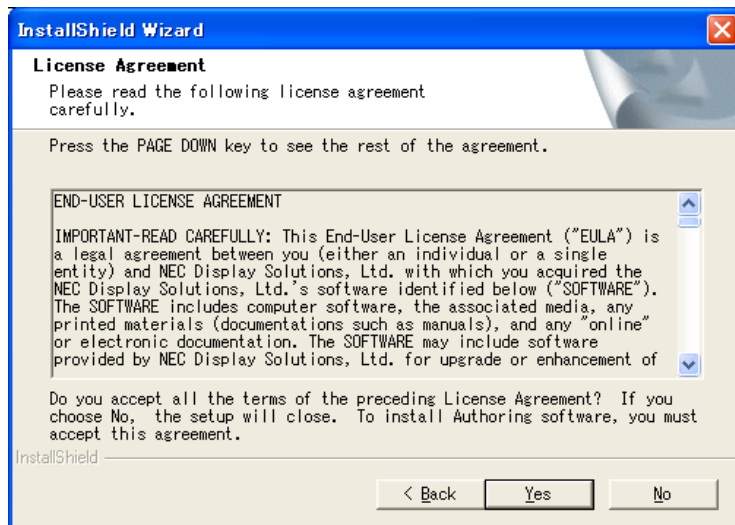 InstallShield Wizard
License Agreement
Please read the following license agreement
carefully.
Press the PAGE DOWN key to see the rest of the agreement.
END-USER LICENSE AGREEMENT
IMPORTANT-READ CAREFULLY: This End-User License Agreement ("EULA") is
a legal agreement between you (either an individual or a single
entity) and NEC Display Solutions, Ltd. with which you acquired the
NEC Display Solutions, Ltd.'s software identified below ("SOFTWARE").
The SOFTWARE includes computer software, the associated media, any
printed materials (documentations such as manuals), and any "online"
or electronic documentation. The SOFTWARE may include software
provided by NEC Display Solutions, Ltd. for upgrade or enhancement of
Do you accept all the terms of the preceding License Agreement? If you
choose No, the setup will close. To install Authoring software, you must
accept this agreement.
InstallShield
< Back Yes No